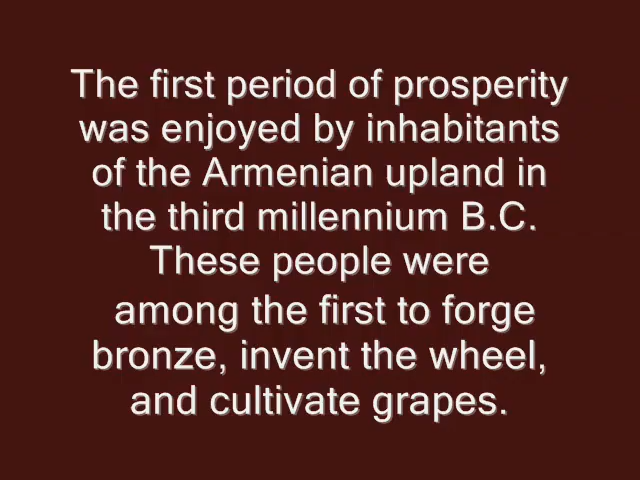 The first period of prosperity
was enjoyed by inhabitants
of the Armenian upland in
the third millennium B.C.
These people were
among the first to forge
bronze, invent the wheel,
and cultivate grapes.